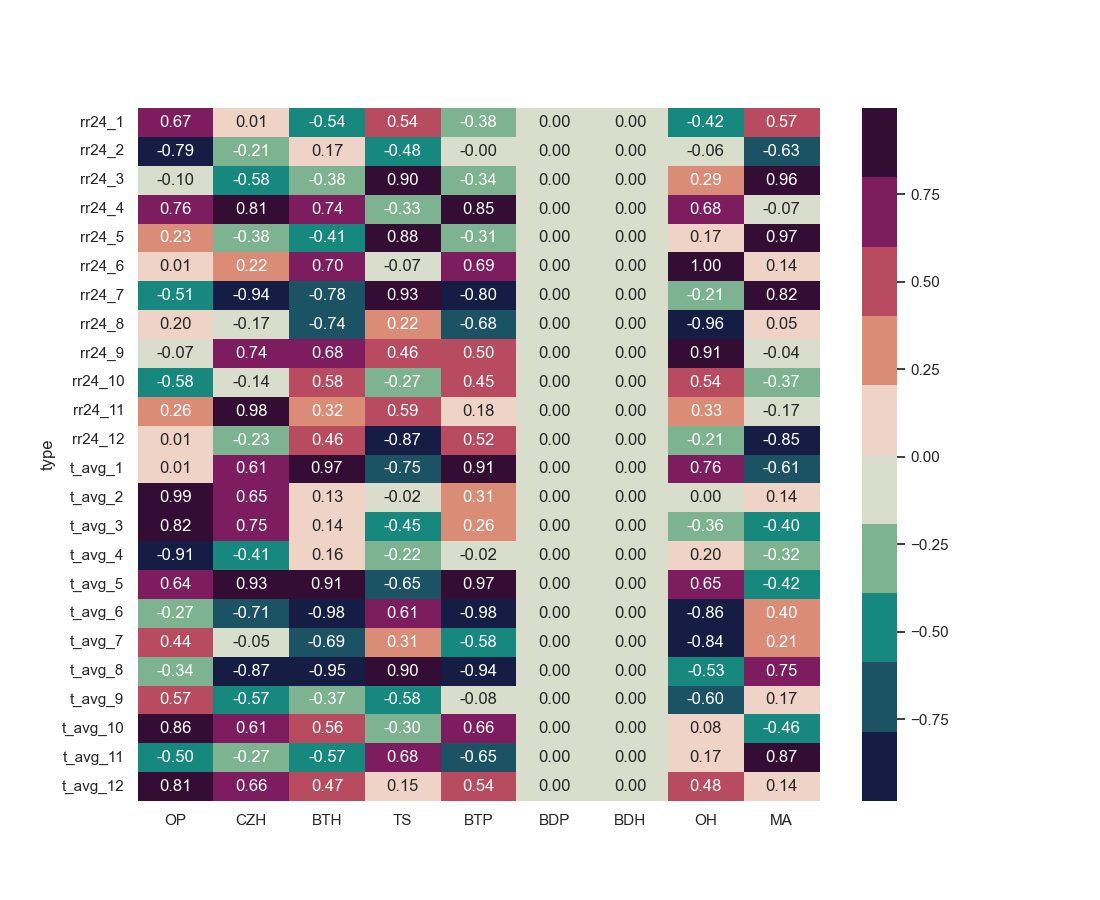 rr24_1 0.67 0.01 -0.54 0.54 -0.38 0.00 0.00 -0.42 0.57
rr24_2 -0.79 -0.21 0.17 -0.48 -0.00 0.00 0.00 -0.06 -0.63
rr24_3 -0.10 -0.58 -0.38 0.90 -0.34 0.00 0.00 0.29 0.96
rr24_4 0.76 0.81 0.74 -0.33 0.85 0.00 0.00 0.68 -0.07
rr24_5 0.23 -0.38 -0.41 0.88 -0.31 0.00 0.00 0.17 0.97
rr24_6 0.01 0.22 0.70 -0.07 0.69 0.00 0.00 1.00 0.14
rr24_7 -0.51 -0.94 -0.78 0.93 -0.80 0.00 0.00 -0.21 0.82
rr24_8 0.20 -0.17 -0.74 0.22 -0.68 0.00 0.00 -0.96 0.05
rr24_9 -0.07 0.74 0.68 0.46 0.50 0.00 0.00 0.91 -0.04
rr24_10 -0.58 -0.14 0.58 -0.27 0.45 0.00 0.00 0.54 -0.37
rr24_11 0.26 0.98 0.32 0.59 0.18 0.00 0.00 0.33 -0.17
rr24_12 0.01 -0.23 0.46 -0.87 0.52 0.00 0.00 -0.21 -0.85
t_avg_1 0.01 0.61 0.97 -0.75 0.91 0.00 0.00 0.76 -0.61
t_avg_2 0.99 0.65 0.13 -0.02 0.31 0.00 0.00 0.00 0.14
t_avg_3 0.82 0.75 0.14 -0.45 0.26 0.00 0.00 -0.36 -0.40
t_avg_4 -0.91 -0.41 0.16 -0.22 -0.02 0.00 0.00 0.20 -0.32
t_avg_5 0.64 0.93 0.91 -0.65 0.97 0.00 0.00 0.65 -0.42
t_avg_6 -0.27 -0.71 -0.98 0.61 -0.98 0.00 0.00 -0.86 0.40
t_avg_7 0.44 -0.05 -0.69 0.31 -0.58 0.00 0.00 -0.84 0.21
t_avg_8 -0.34 -0.87 -0.95 0.90 -0.94 0.00 0.00 -0.53 0.75
t_avg_9 0.57 -0.57 -0.37 -0.58 -0.08 0.00 0.00 -0.60 0.17
t_avg_10 0.86 0.61 0.56 -0.30 0.66 0.00 0.00 0.08 -0.46
t_avg_11 -0.50 -0.27 -0.57 0.68 -0.65 0.00 0.00 0.17 0.87
t_avg_12 0.81 0.66 0.47 0.15 0.54 0.00 0.00 0.48 0.14
OP CZH BTH TS BTP BDP BDH OH MA
type
0.75
0.50
0.25
0.00
−0.25
−0.50
−0.75